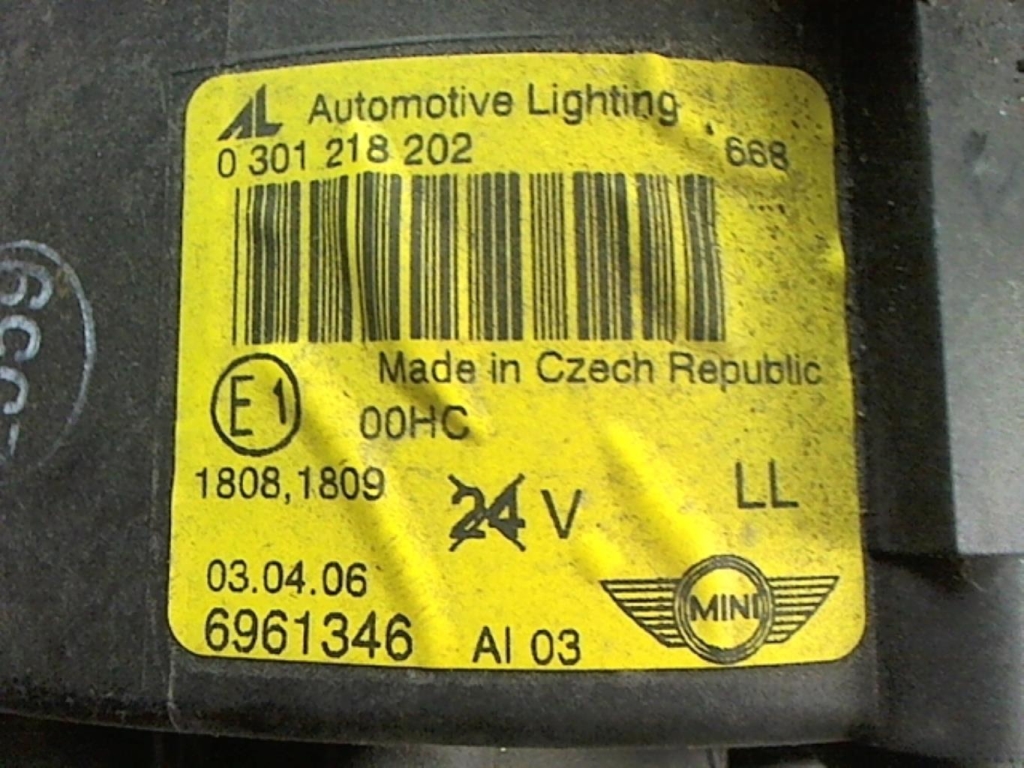 AL Automotive Lighting
0 301 218 202 668
Made in Czech Republic
E1 00HC
1808,1809 24 V LL
03.04.06
6961346 AI 03 MINI